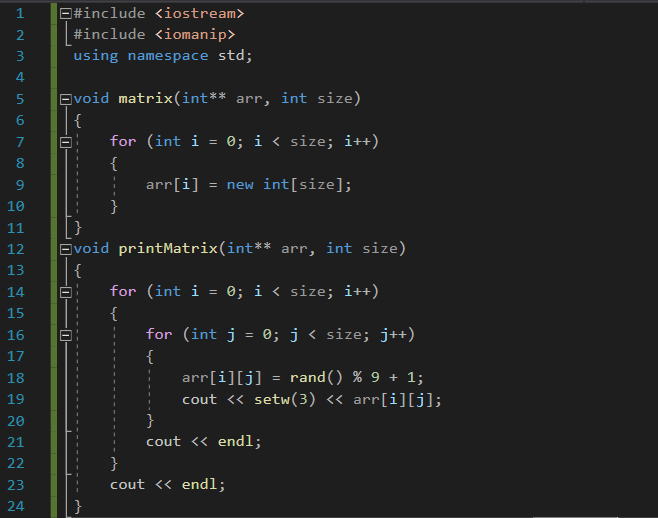 1 #include <iostream>
2 #include <iomanip>
3 using namespace std;
4
5 void matrix(int** arr, int size)
6 {
7     for (int i = 0; i < size; i++)
8     {
9         arr[i] = new int[size];
10     }
11 }
12 void printMatrix(int** arr, int size)
13 {
14     for (int i = 0; i < size; i++)
15     {
16         for (int j = 0; j < size; j++)
17         {
18             arr[i][j] = rand() % 9 + 1;
19             cout << setw(3) << arr[i][j];
20         }
21         cout << endl;
22     }
23     cout << endl;
24 }